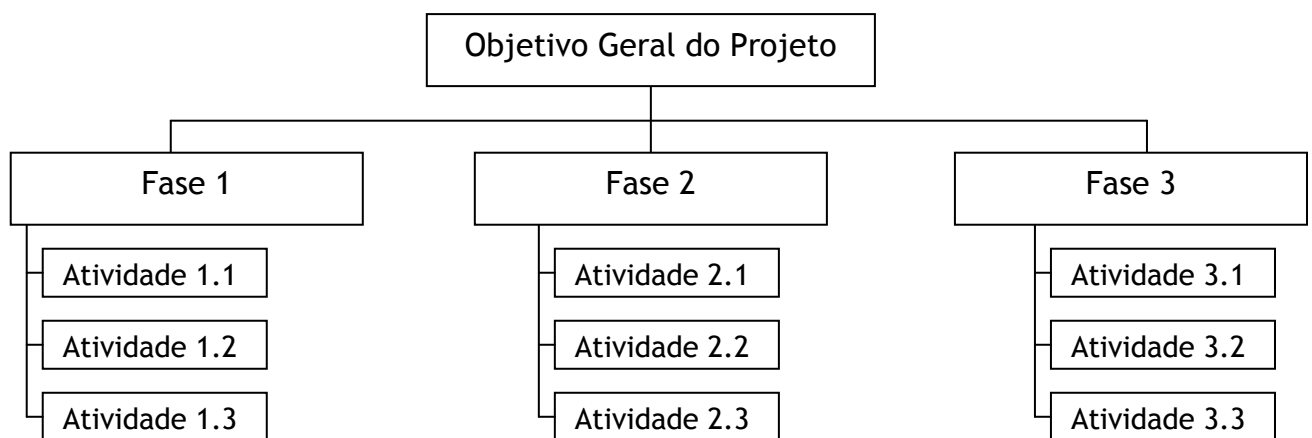 Objetivo Geral do Projeto
Fase 1
Fase 2
Fase 3
Atividade 1.1
Atividade 2.1
Atividade 3.1
Atividade 1.2
Atividade 2.2
Atividade 3.2
Atividade 1.3
Atividade 2.3
Atividade 3.3